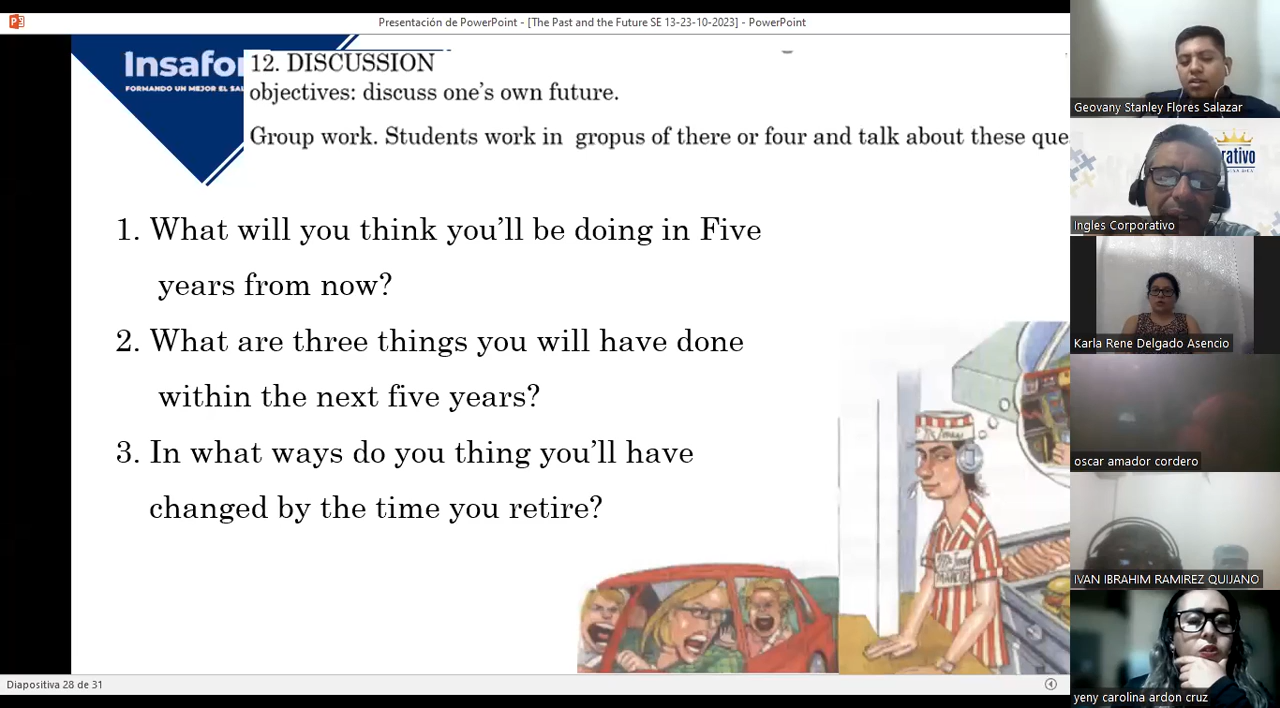 Presentación de PowerPoint - [The Past and the Future SE 13-23-10-2023] - PowerPoint
Insafor
FORMANDO UN MEJOR EL SAL
12. DISCUSSION
objectives: discuss one's own future.
Group work. Students work in gropus of there or four and talk about these que
1. What will you think you'll be doing in Five
years from now?
2. What are three things you will have done
within the next five years?
3. In what ways do you thing you'll have
changed by the time you retire?
Diapositiva 28 de 31
Geovany Stanley Flores Salazar
rativo
Ingles Corporativo
Karla Rene Delgado Asencio
oscar amador cordero
IVAN IBRAHIM RAMIREZ QUIJANO
yeny carolina ardon cruz